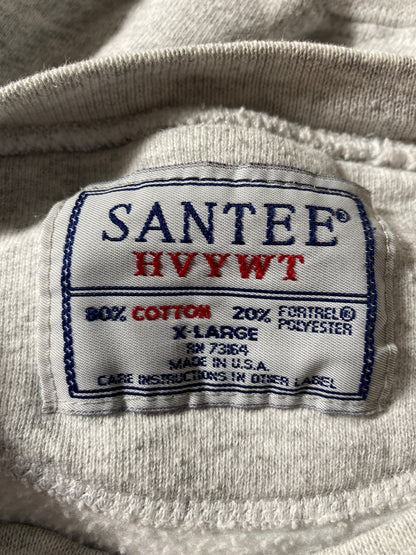 SANTEE®
HVYWT
80% COTTON 20% FORTREL® POLYESTER
X-LARGE
RN 73164
MADE IN U.S.A.
CARE INSTRUCTIONS IN OTHER LABEL